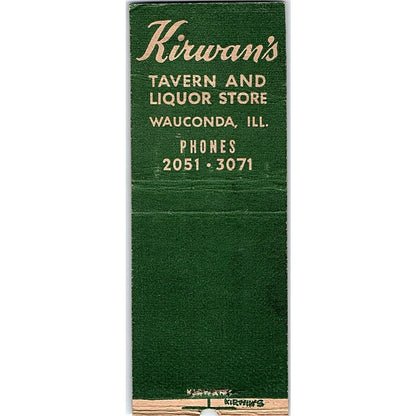 Kirwan's
TAVERN AND
LIQUOR STORE
WAUCONDA, ILL.
PHONES
2051 • 3071
KIRWAN'S